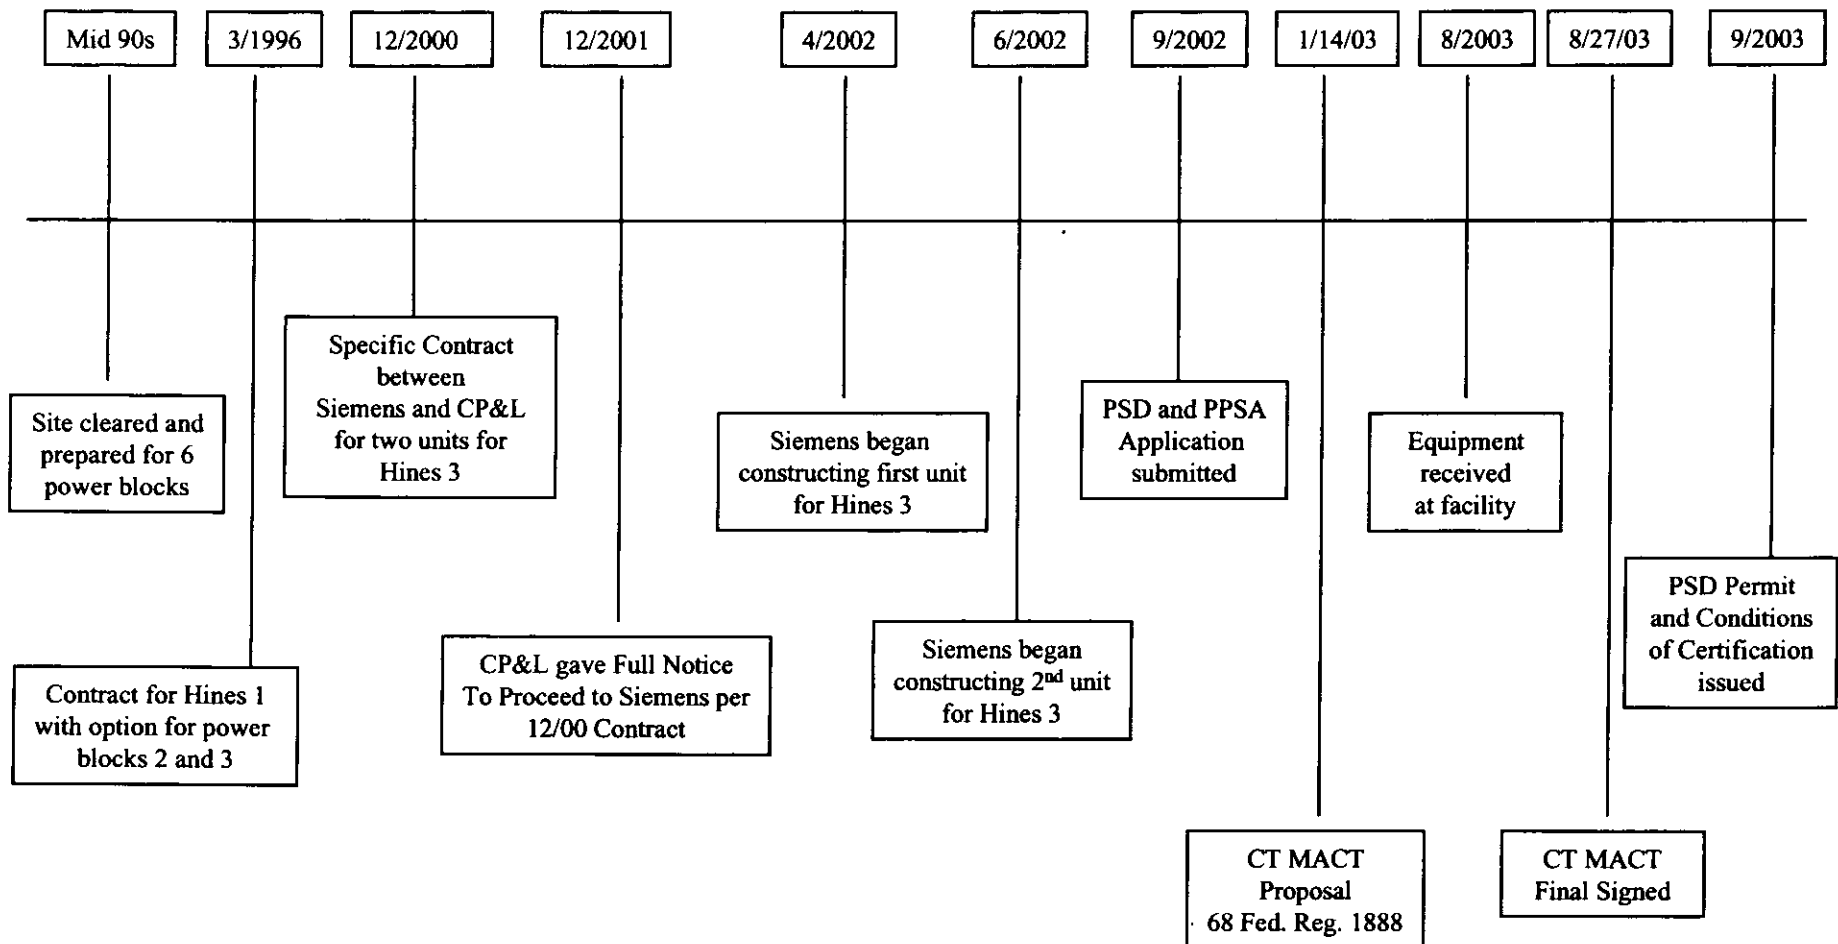 Mid 90s
3/1996
12/2000
12/2001
4/2002
6/2002
9/2002
1/14/03
8/2003
8/27/03
9/2003
Site cleared and
prepared for 6
power blocks
Contract for Hines 1
with option for power
blocks 2 and 3
Specific Contract
between
Siemens and CP&L
for two units for
Hines 3
CP&L gave Full Notice
To Proceed to Siemens per
12/00 Contract
Siemens began
constructing first unit
for Hines 3
Siemens began
constructing 2nd unit
for Hines 3
PSD and PPSA
Application
submitted
CT MACT
Proposal
68 Fed. Reg. 1888
Equipment
received
at facility
CT MACT
Final Signed
PSD Permit
and Conditions
of Certification
issued